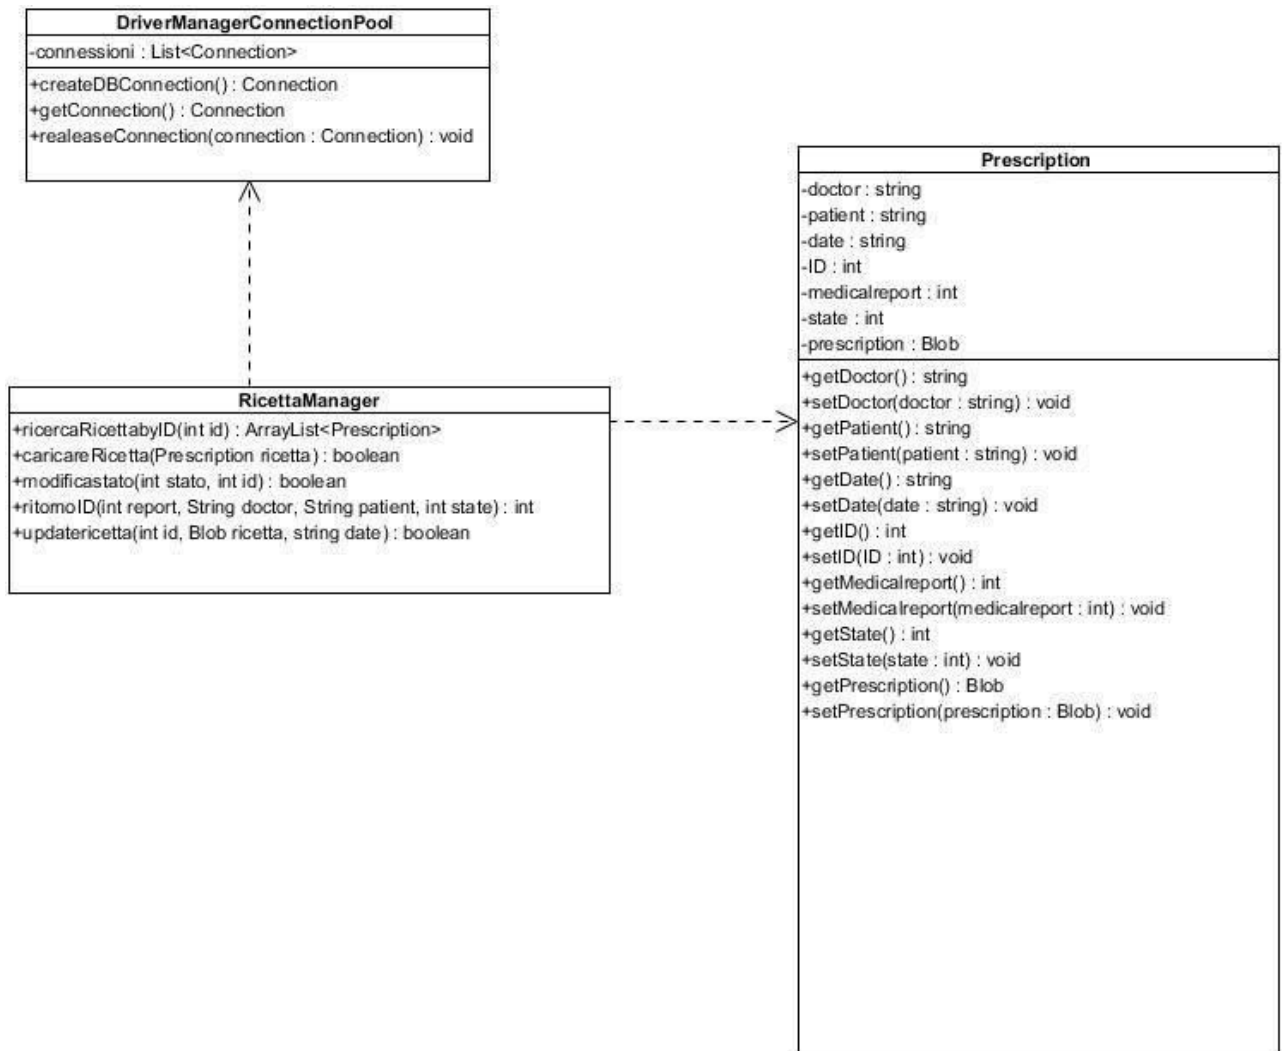 DriverManagerConnectionPool
-connessioni : List<Connection>
+createDBConnection() : Connection
+getConnection() : Connection
+realeaseConnection(connection : Connection) : void
RicettaManager
+ricercaRicettabyID(int id) : ArrayList<Prescription>
+caricareRicetta(Prescription ricetta) : boolean
+modificastato(int stato, int id) : boolean
+ritornoID(int report, String doctor, String patient, int state) : int
+updatericetta(int id, Blob ricetta, string date) : boolean
Prescription
-doctor : string
-patient : string
-date : string
-ID : int
-medicalreport : int
-state : int
-prescription : Blob
+getDoctor() : string
+setDoctor(doctor : string) : void
+getPatient() : string
+setPatient(patient : string) : void
+getDate() : string
+setDate(date : string) : void
+getID() : int
+setID(ID : int) : void
+getMedicalreport() : int
+setMedicalreport(medicalreport : int) : void
+getState() : int
+setState(state : int) : void
+getPrescription() : Blob
+setPrescription(prescription : Blob) : void